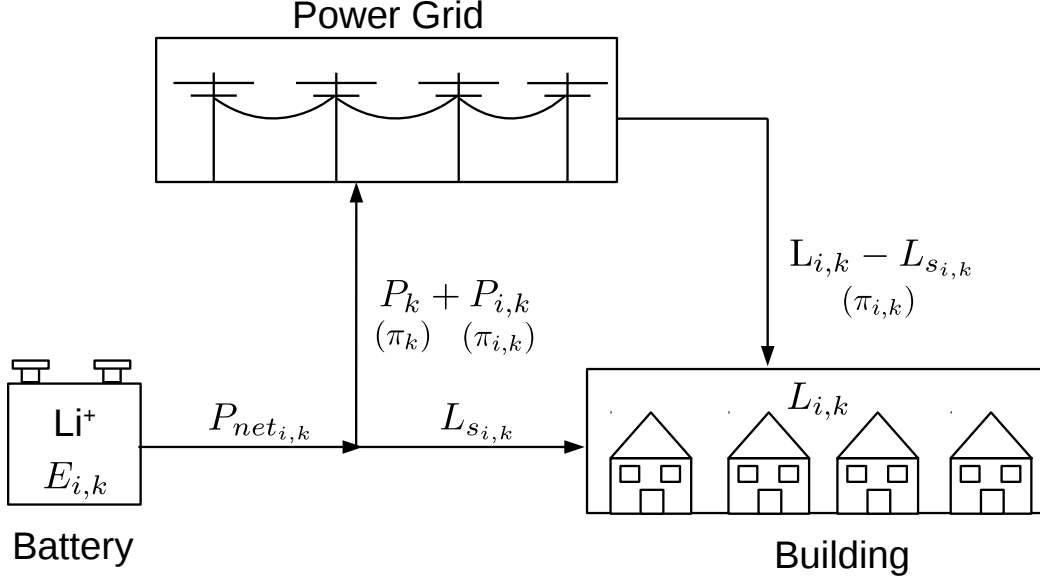 Power Grid
L_{i,k} − L_{s_{i,k}}
(π_{i,k})
P_k + P_{i,k}
(π_k) (π_{i,k})
Li⁺
E_{i,k}
P_{net_{i,k}}
L_{s_{i,k}}
L_{i,k}
Battery
Building